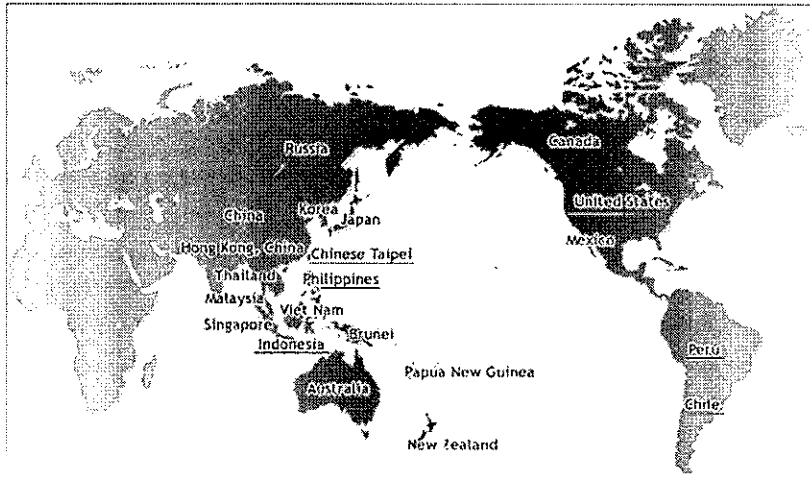 Canada
Russia
United States
China
Korea
Japan
Mexico
Hong Kong, China
Chinese Taipei
Thailand
Philippines
Malaysia
Viet Nam
Singapore
Brunei
Indonesia
Perú
Papua New Guinea
Australia
Chile
New Zealand